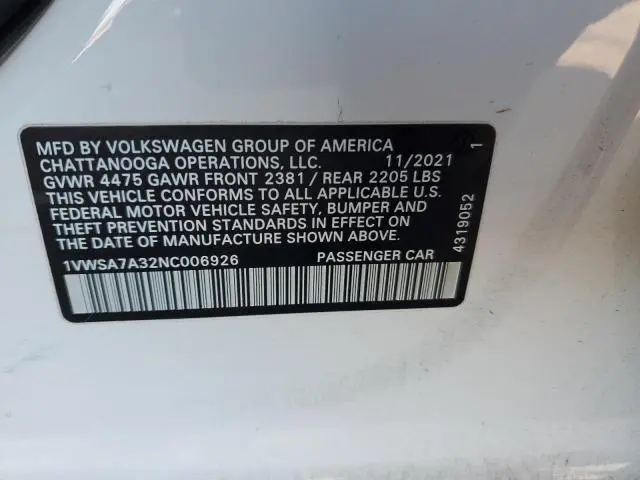 MFD BY VOLKSWAGEN GROUP OF AMERICA
CHATTANOOGA OPERATIONS, LLC. 11/2021
GVWR 4475 GAWR FRONT 2381 / REAR 2205 LBS
THIS VEHICLE CONFORMS TO ALL APPLICABLE U.S.
FEDERAL MOTOR VEHICLE SAFETY, BUMPER AND
THEFT PREVENTION STANDARDS IN EFFECT ON
THE DATE OF MANUFACTURE SHOWN ABOVE.
1VWSA7A32NC006926 PASSENGER CAR
4319052 1